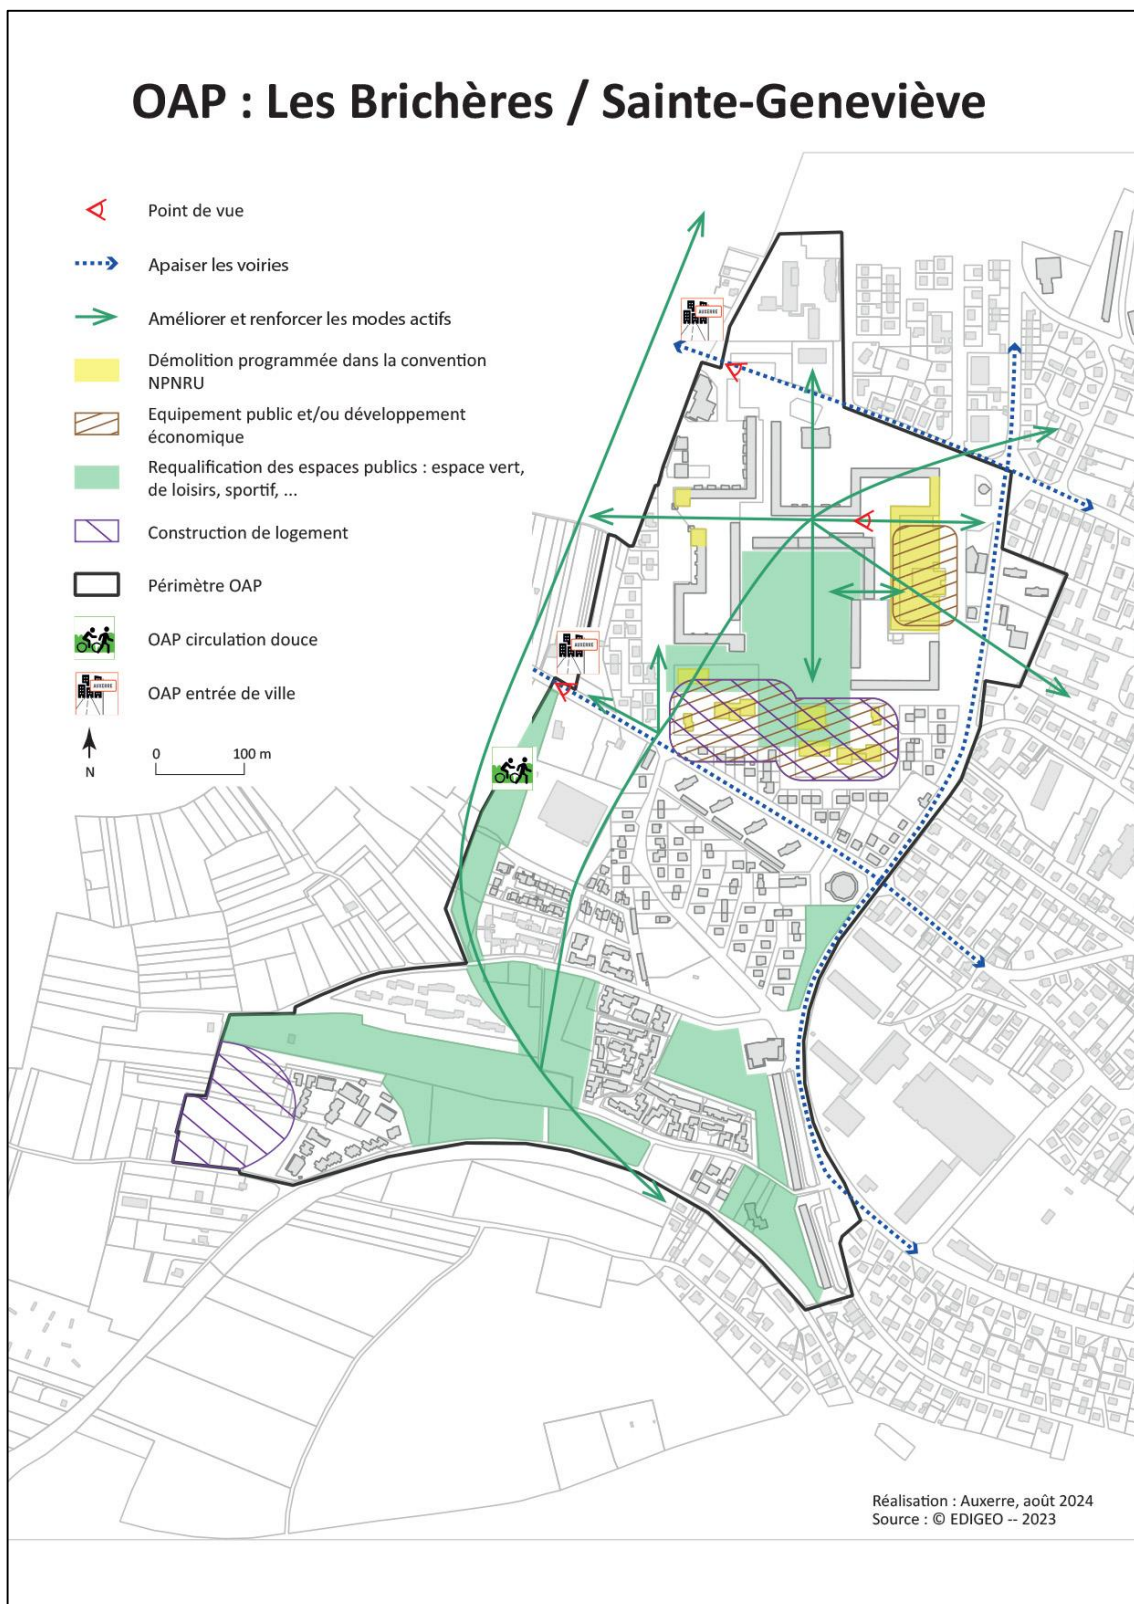 OAP : Les Brichères / Sainte-Geneviève
Point de vue
Apaiser les voiries
Améliorer et renforcer les modes actifs
Démolition programmée dans la convention
NPNRU
Equipement public et/ou développement
économique
Requalification des espaces publics : espace vert,
de loisirs, sportif, ...
Construction de logement
Périmètre OAP
OAP circulation douce
AUXERRE
OAP entrée de ville
N
0 100 m
AUXERRE
AUXERRE
Réalisation : Auxerre, août 2024
Source : © EDIGEO -- 2023